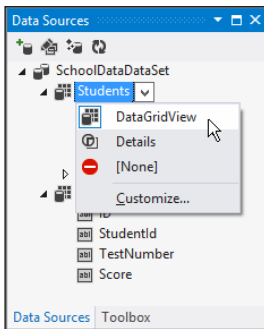 Data Sources
SchoolDataDataSet
Students
DataGridView
Details
[None]
Customize...
ID
StudentId
TestNumber
Score
Data Sources Toolbox